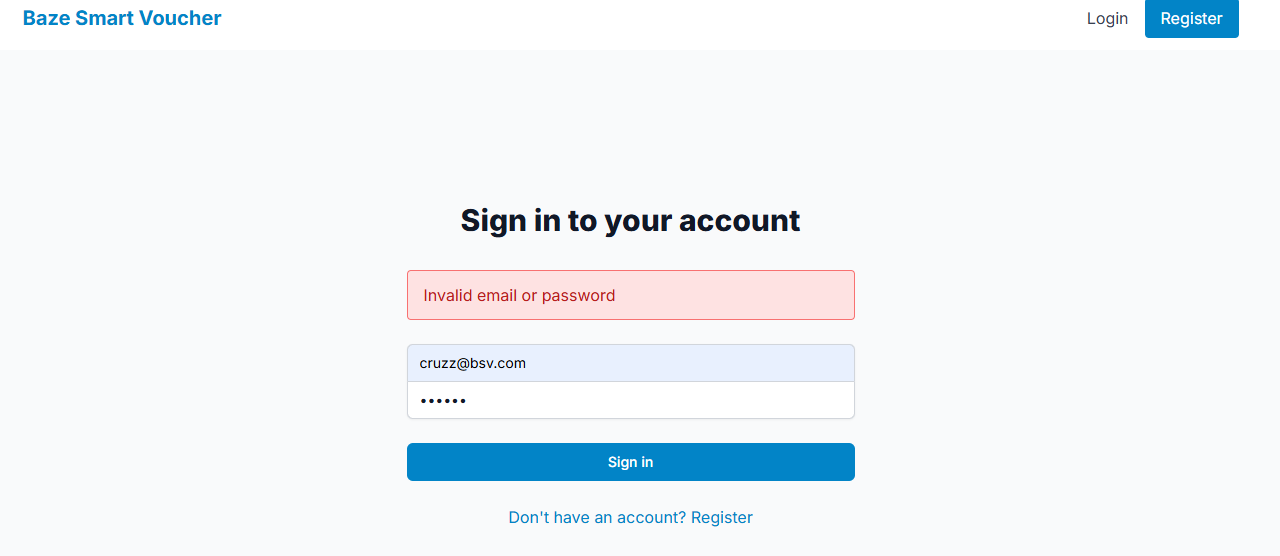 Baze Smart Voucher
Login
Register
Sign in to your account
Invalid email or password
cruzz@bsv.com
••••••
Sign in
Don't have an account? Register